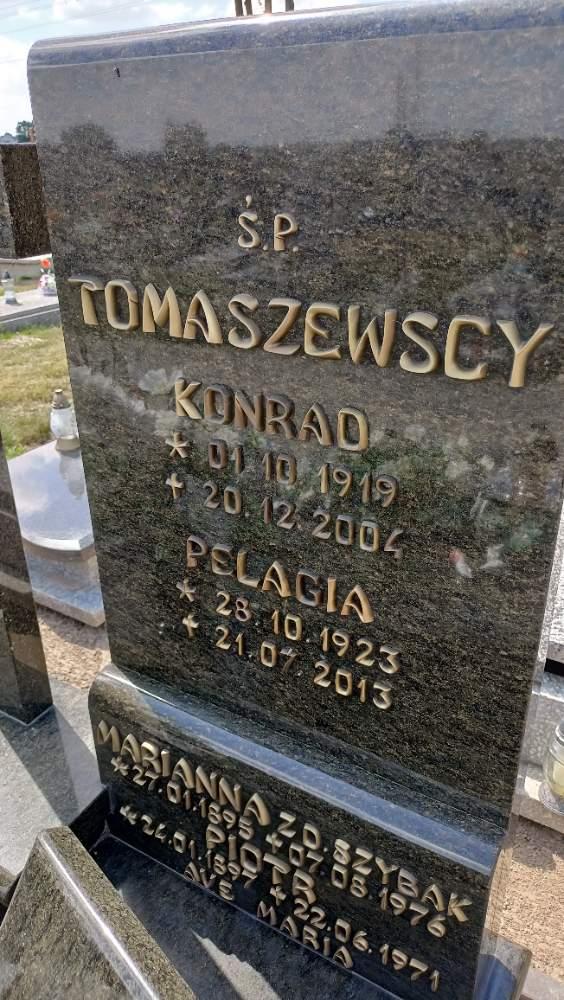 Ś.P.
TOMASZEWSCY
KONRAD
* 01.10.1919
† 20.12.2004
PELAGIA
* 28.10.1923
† 21.07.2013
MARIANNA Z D. SZYBAK
* 27.01.1895 † 07.08.1976
PIOTR
* 24.01.1897 † 22.06.1971
AVE MARIA